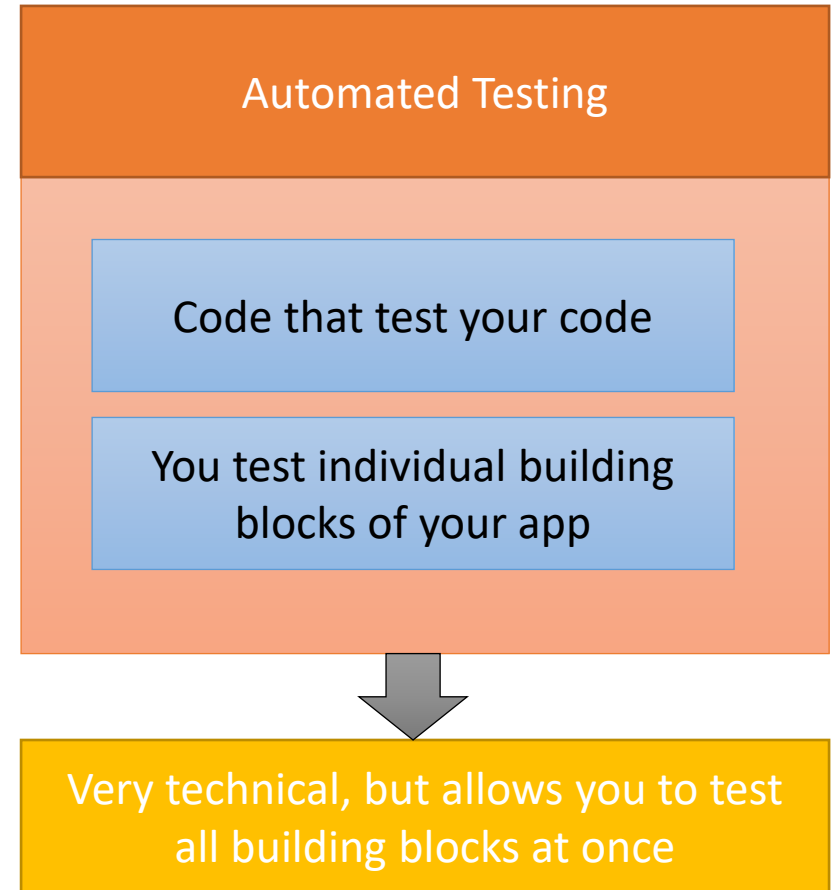 Automated Testing
Code that test your code
You test individual building
blocks of your app
Very technical, but allows you to test
all building blocks at once